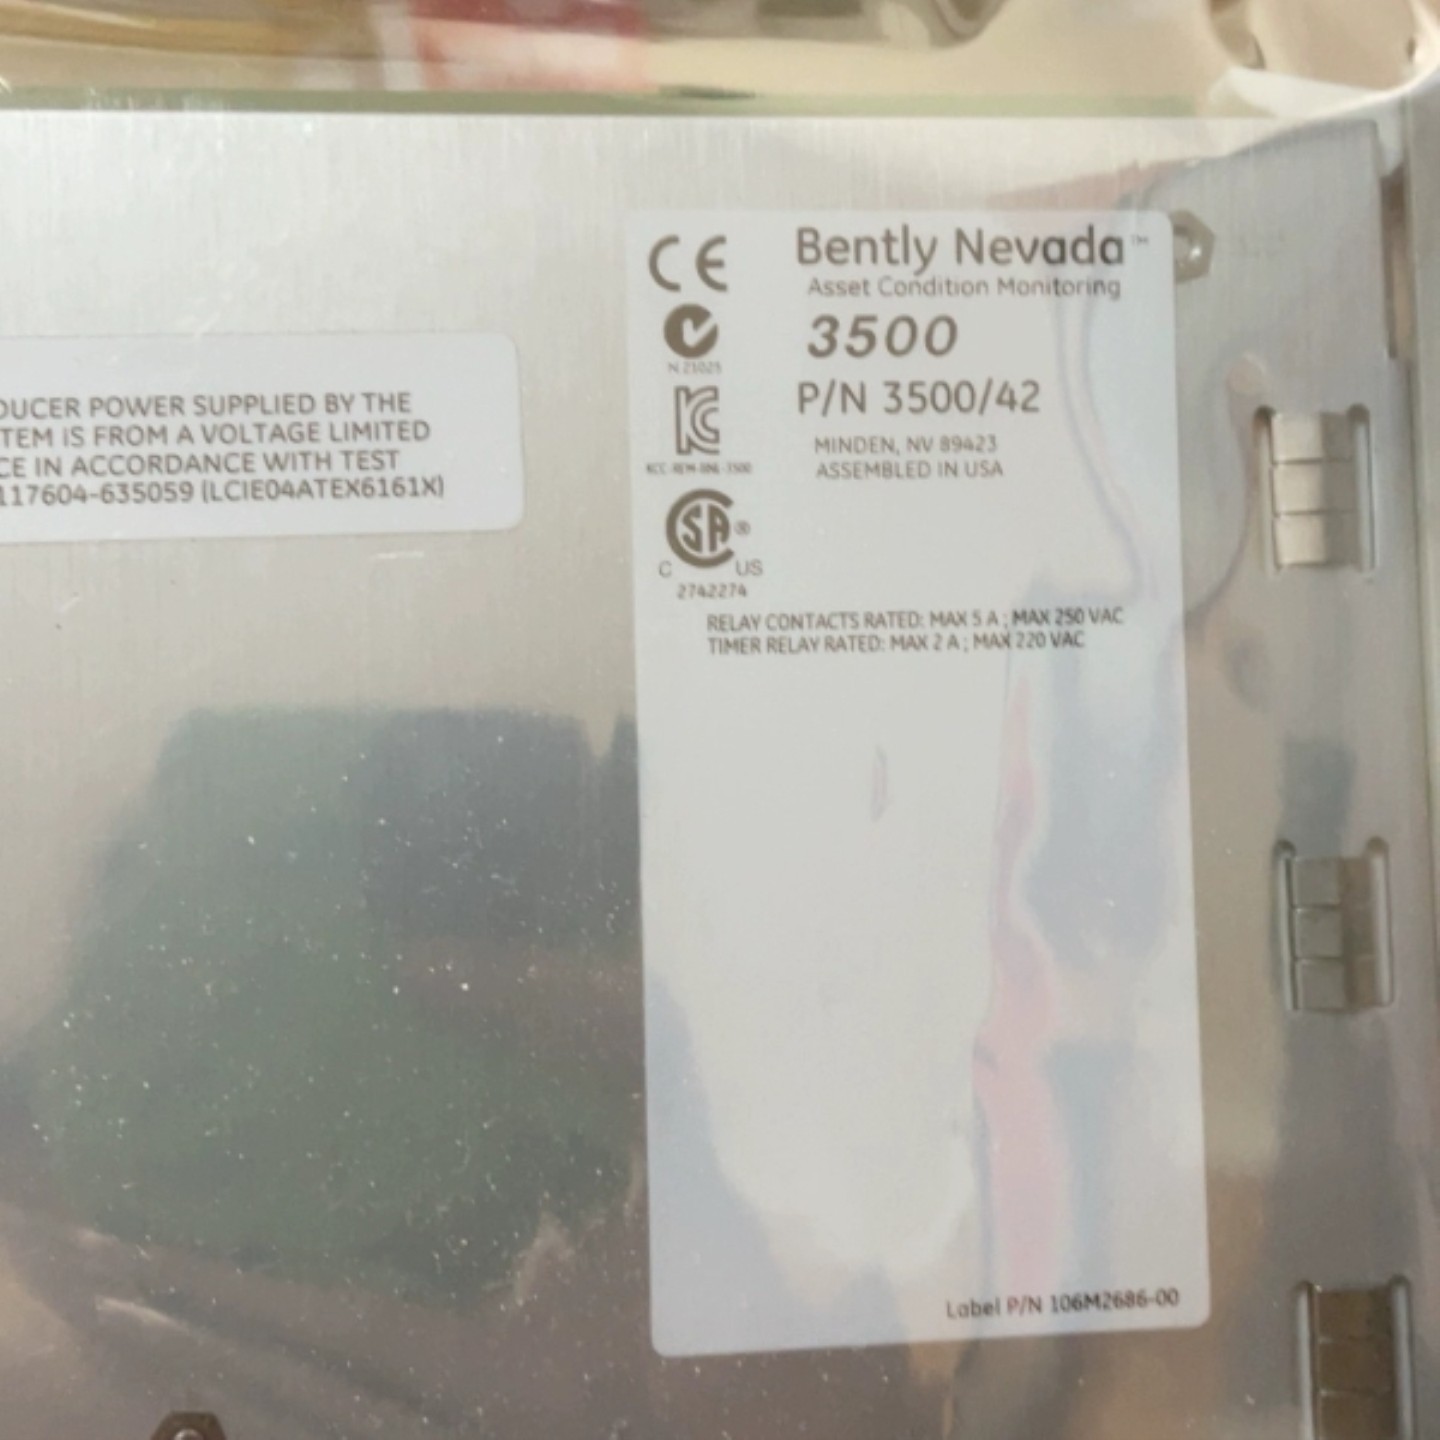 DUCER POWER SUPPLIED BY THE
TEM IS FROM A VOLTAGE LIMITED
CE IN ACCORDANCE WITH TEST
117604-635059 (LCIE04ATEX6161X)
CE
Bently Nevada™
Asset Condition Monitoring
3500
N 21025
P/N 3500/42
MINDEN, NV 89423
ASSEMBLED IN USA
SA ®
C US
2742274
RELAY CONTACTS RATED: MAX 5 A ; MAX 250 VAC
TIMER RELAY RATED: MAX 2 A ; MAX 220 VAC
Label P/N 106M2686-00